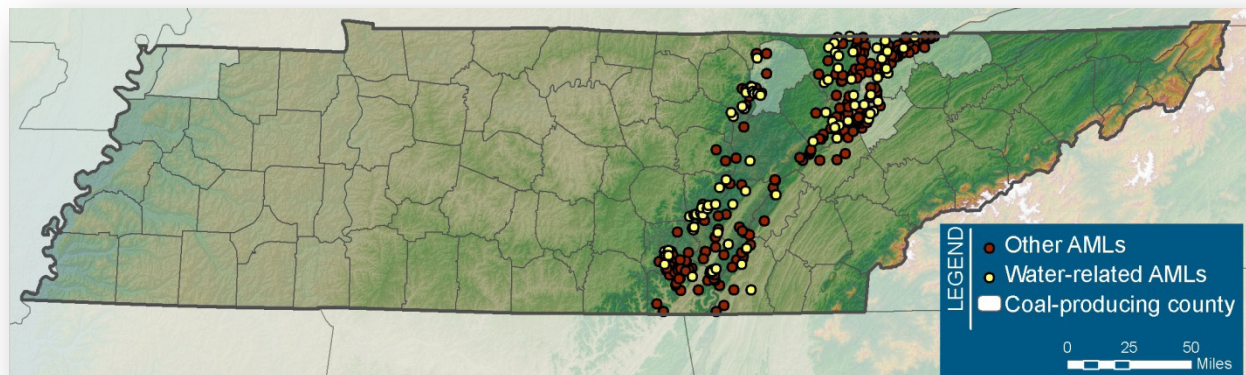 LEGEND
Other AMLs
Water-related AMLs
Coal-producing county
0 25 50
Miles